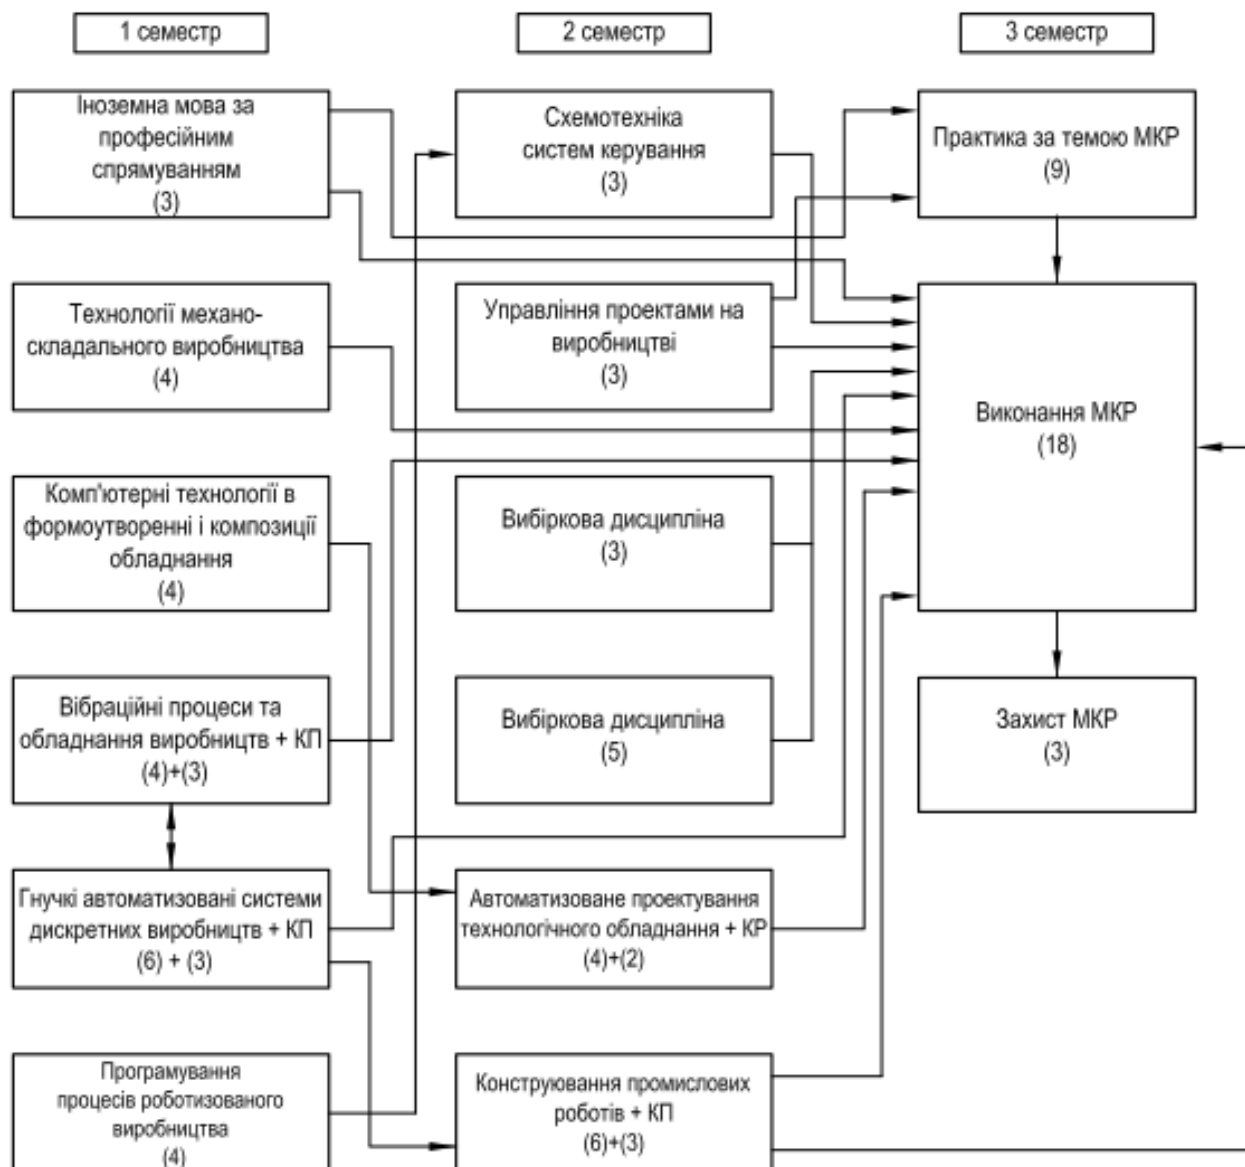 1 семестр
2 семестр
3 семестр
Іноземна мова за
професійним
спрямуванням
(3)
Схемотехніка
систем керування
(3)
Практика за темою МКР
(9)
Технології механо-
складального виробництва
(4)
Управління проектами на
виробництві
(3)
Виконання МКР
(18)
Комп'ютерні технології в
формоутворенні і композиції
обладнання
(4)
Вибіркова дисципліна
(3)
Вібраційні процеси та
обладнання виробництв + КП
(4)+(3)
Вибіркова дисципліна
(5)
Захист МКР
(3)
Гнучкі автоматизовані системи
дискретних виробництв + КП
(6) + (3)
Автоматизоване проектування
технологічного обладнання + КР
(4)+(2)
Програмування
процесів роботизованого
виробництва
(4)
Конструювання промислових
роботів + КП
(6)+(3)